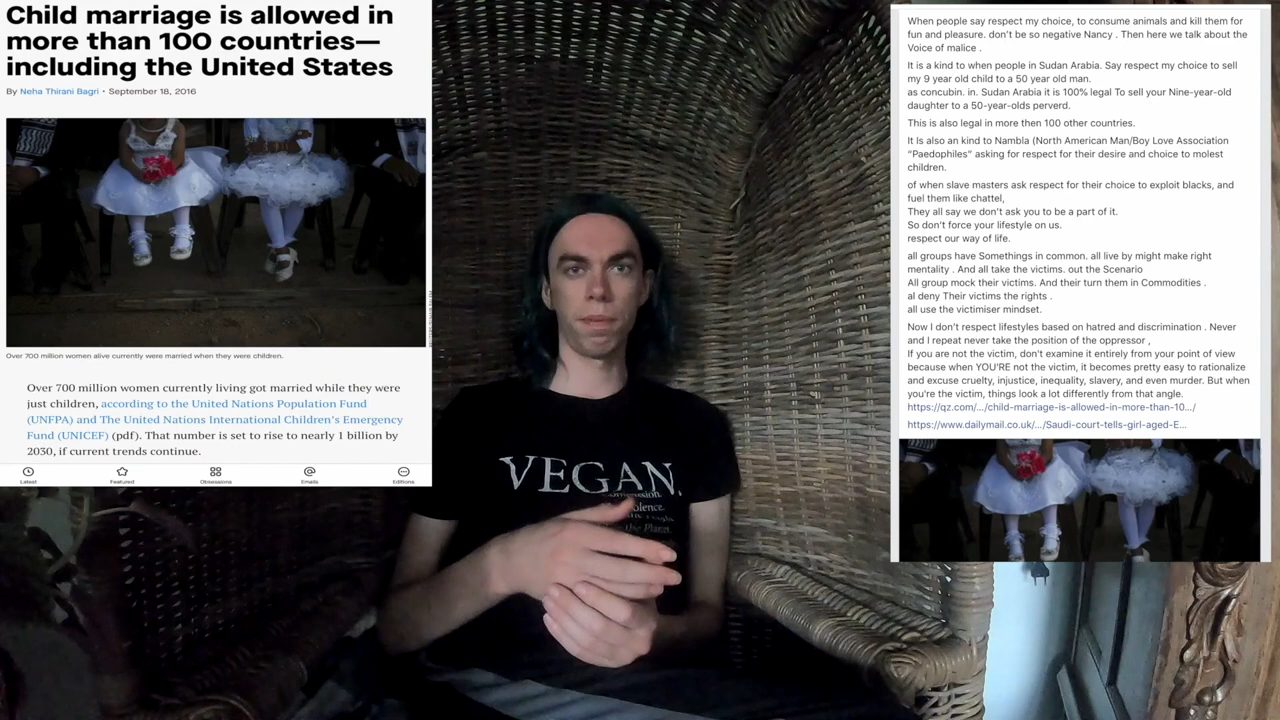 Child marriage is allowed in
more than 100 countries—
including the United States
By Neha Thirani Bagri • September 18, 2016
Over 700 million women alive currently were married when they were children.
Over 700 million women currently living got married while they were
just children, according to the United Nations Population Fund
(UNFPA) and The United Nations International Children's Emergency
Fund (UNICEF) (pdf). That number is set to rise to nearly 1 billion by
2030, if current trends continue.
Latest
Featured
Obsessions
Emails
Editions
VEGAN.
the Planet.
When people say respect my choice, to consume animals and kill them for
fun and pleasure. don't be so negative Nancy . Then here we talk about the
Voice of malice .
It is a kind to when people in Sudan Arabia. Say respect my choice to sell
my 9 year old child to a 50 year old man.
as concubin. in. Sudan Arabia it is 100% legal To sell your Nine-year-old
daughter to a 50-year-olds perverd.
This is also legal in more then 100 other countries.
It Is also an kind to Nambla (North American Man/Boy Love Association
"Paedophiles" asking for respect for their desire and choice to molest
children.
of when slave masters ask respect for their choice to exploit blacks, and
fuel them like chattel,
They all say we don't ask you to be a part of it.
So don't force your lifestyle on us.
respect our way of life.
all groups have Somethings in common. all live by might make right
mentality . And all take the victims. out the Scenario
All group mock their victims. And their turn them in Commodities .
al deny Their victims the rights .
all use the victimiser mindset.
Now I don't respect lifestyles based on hatred and discrimination . Never
and I repeat never take the position of the oppressor ,
If you are not the victim, don't examine it entirely from your point of view
because when YOU'RE not the victim, it becomes pretty easy to rationalize
and excuse cruelty, injustice, inequality, slavery, and even murder. But when
you're the victim, things look a lot differently from that angle.
https://qz.com/.../child-marriage-is-allowed-in-more-than-10.../
https://www.dailymail.co.uk/.../Saudi-court-tells-girl-aged-E...